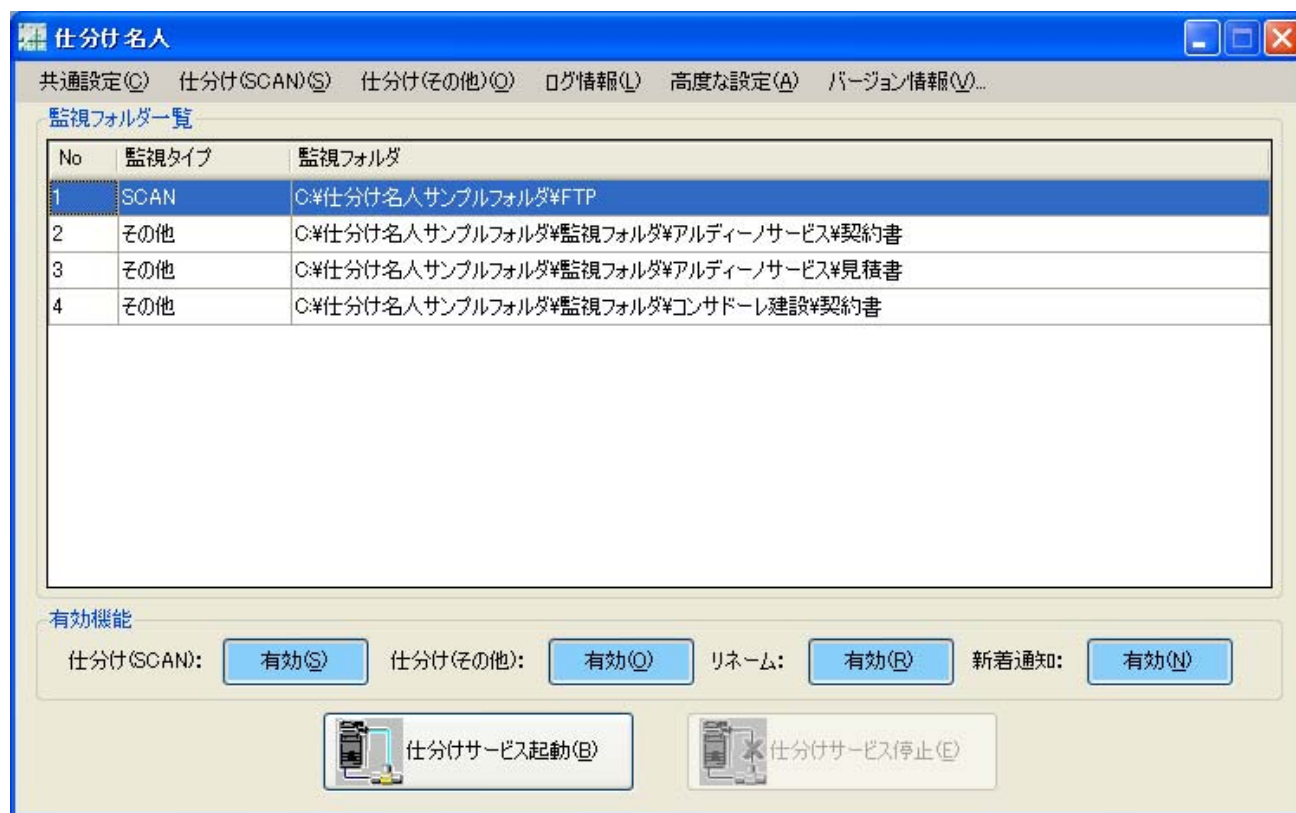 仕分け名人
共通設定(C) 仕分け(SCAN)(S) 仕分け(その他)(O) ログ情報(L) 高度な設定(A) バージョン情報(V)...
監視フォルダ一覧
No 監視タイプ 監視フォルダ
1 SCAN C:¥仕分け名人サンプルフォルダ¥FTP
2 その他 C:¥仕分け名人サンプルフォルダ¥監視フォルダ¥アルディーノサービス¥契約書
3 その他 C:¥仕分け名人サンプルフォルダ¥監視フォルダ¥アルディーノサービス¥見積書
4 その他 C:¥仕分け名人サンプルフォルダ¥監視フォルダ¥コンサドーレ建設¥契約書
有効機能
仕分け(SCAN): 有効(S) 仕分け(その他): 有効(O) リネーム: 有効(R) 新着通知: 有効(N)
仕分けサービス起動(B) 仕分けサービス停止(E)